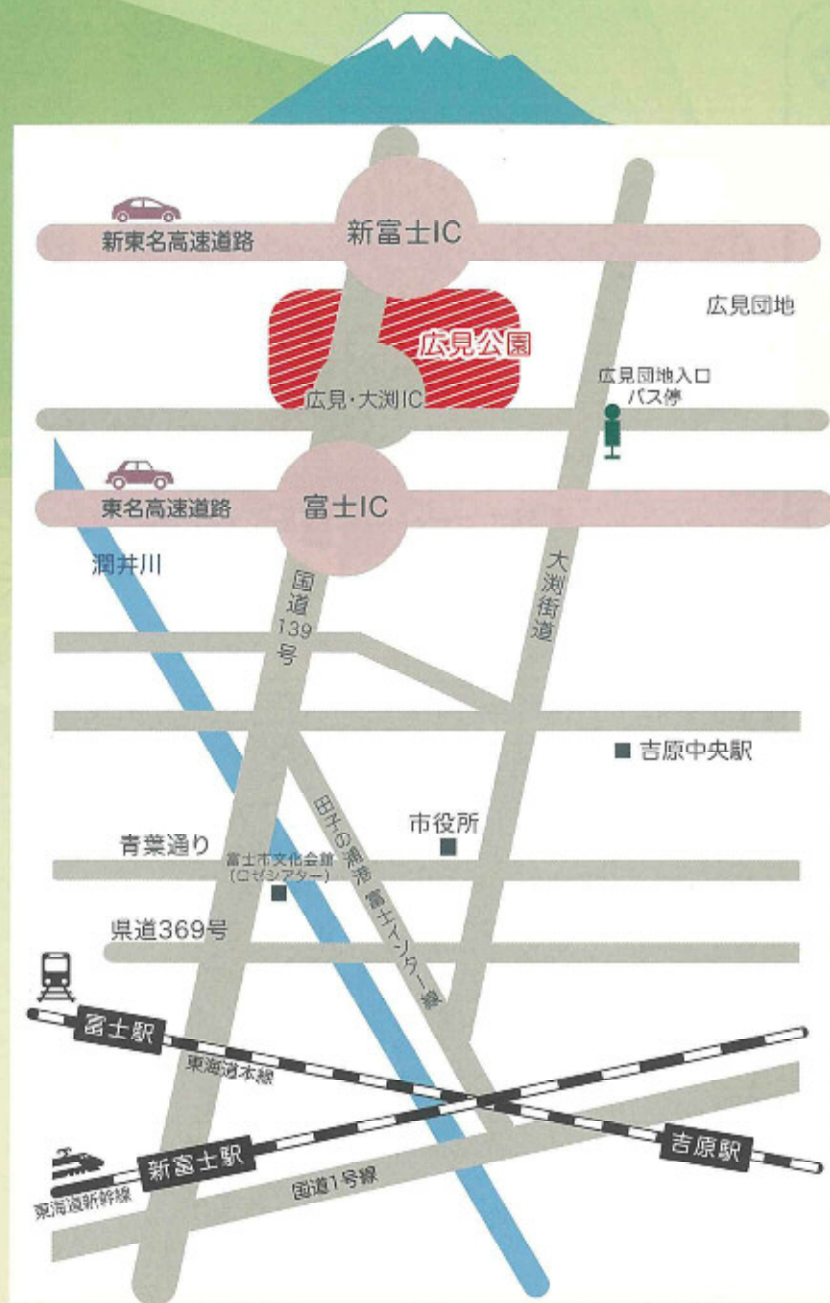 新東名高速道路
新富士IC
広見団地
広見公園
広見団地入口
バス停
広見・大渕IC
東名高速道路
富士IC
潤井川
国道139号
大渕街道
吉原中央駅
田子の浦港 富士インター線
市役所
青葉通り
富士市文化会館
(ロゼシアター)
県道369号
富士駅
東海道本線
新富士駅
吉原駅
東海道新幹線
国道1号線